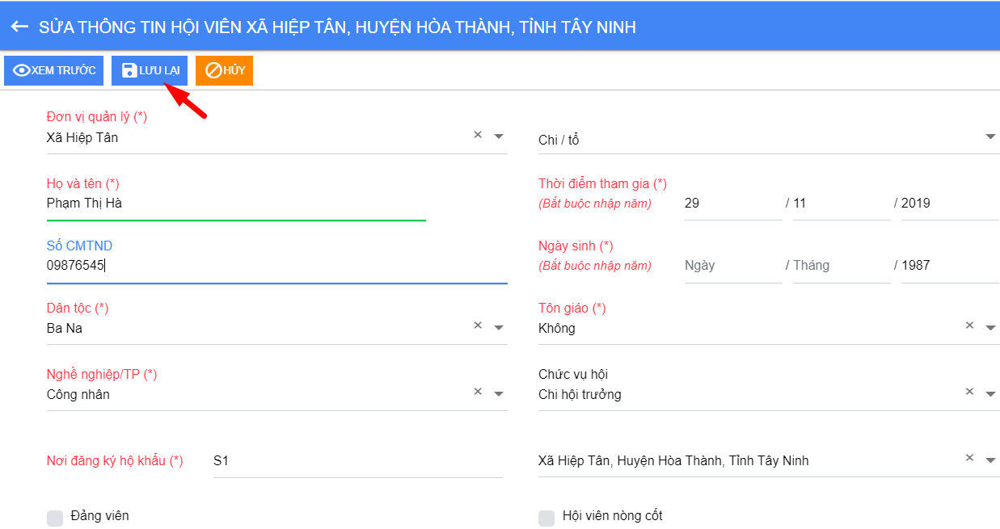 SỬA THÔNG TIN HỘI VIÊN XÃ HIỆP TÂN, HUYỆN HÒA THÀNH, TỈNH TÂY NINH
XEM TRƯỚC LƯU LẠI HỦY
Đơn vị quản lý (*)
Xã Hiệp Tân
Chi / tổ
Họ và tên (*)
Phạm Thị Hà
Thời điểm tham gia (*)
(Bắt buộc nhập năm) 29 / 11 / 2019
Số CMTND
09876545
Ngày sinh (*)
(Bắt buộc nhập năm) Ngày / Tháng / 1987
Dân tộc (*)
Ba Na
Tôn giáo (*)
Không
Nghề nghiệp/TP (*)
Công nhân
Chức vụ hội
Chi hội trưởng
Nơi đăng ký hộ khẩu (*) S1
Xã Hiệp Tân, Huyện Hòa Thành, Tỉnh Tây Ninh
Đảng viên
Hội viên nòng cốt